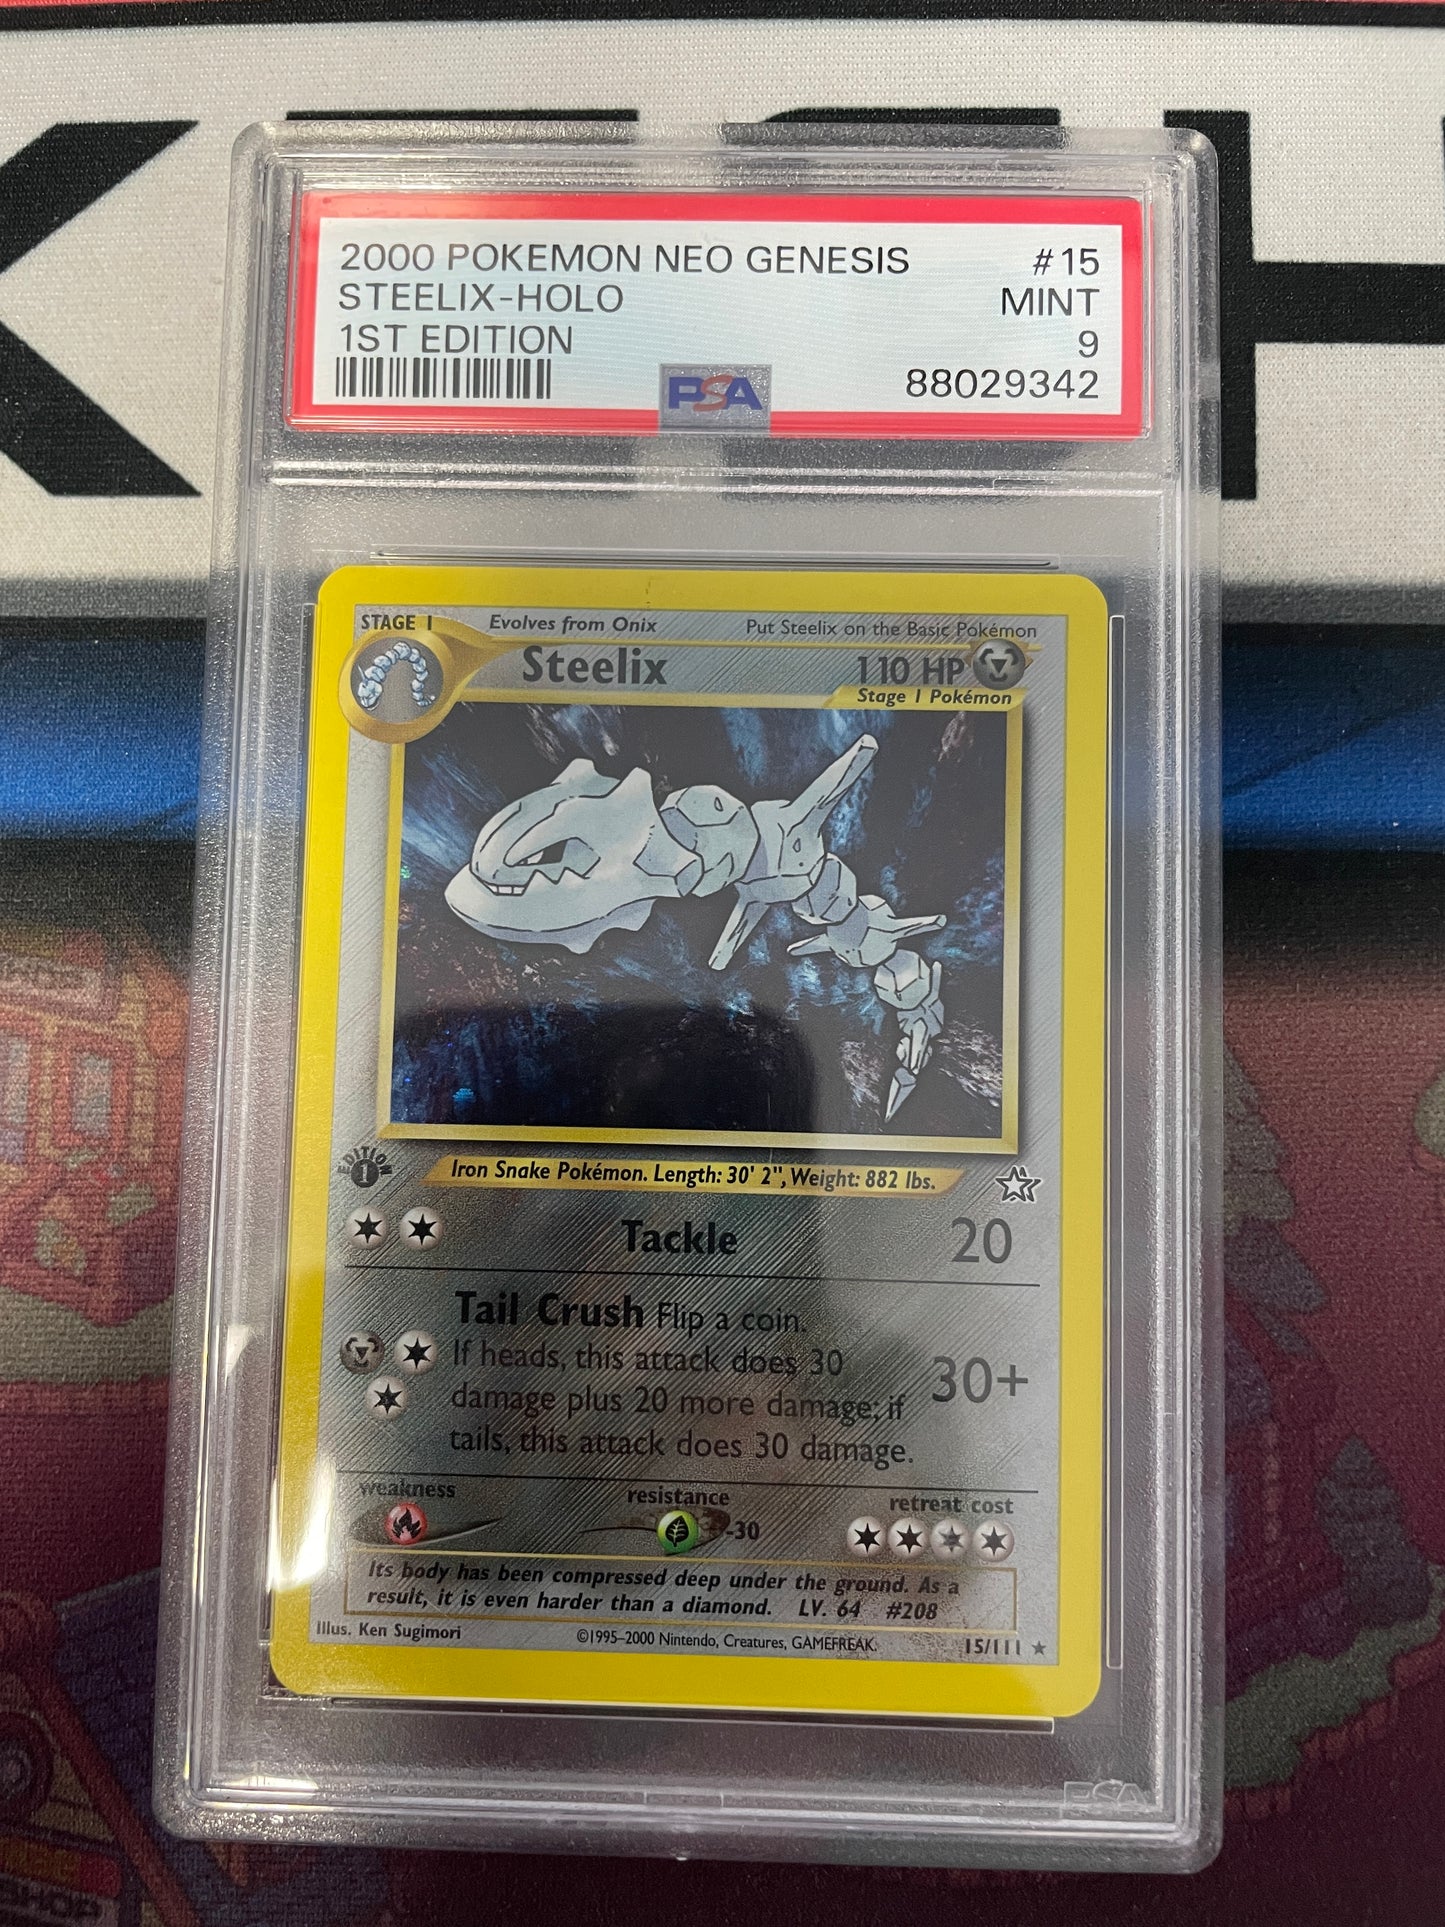 2000 POKEMON NEO GENESIS #15
STEELIX-HOLO MINT
1ST EDITION 9
PSA 88029342
STAGE 1 Evolves from Onix Put Steelix on the Basic Pokémon
Steelix 110 HP
Stage 1 Pokémon
EDITION 1
Iron Snake Pokémon. Length: 30' 2", Weight: 882 lbs.
Tackle 20
Tail Crush Flip a coin.
If heads, this attack does 30
damage plus 20 more damage; if
tails, this attack does 30 damage.
30+
weakness resistance retreat cost
-30
Its body has been compressed deep under the ground. As a
result, it is even harder than a diamond. LV. 64 #208
Illus. Ken Sugimori ©1995-2000 Nintendo, Creatures, GAMEFREAK. 15/111 ★
PSA
SHOP